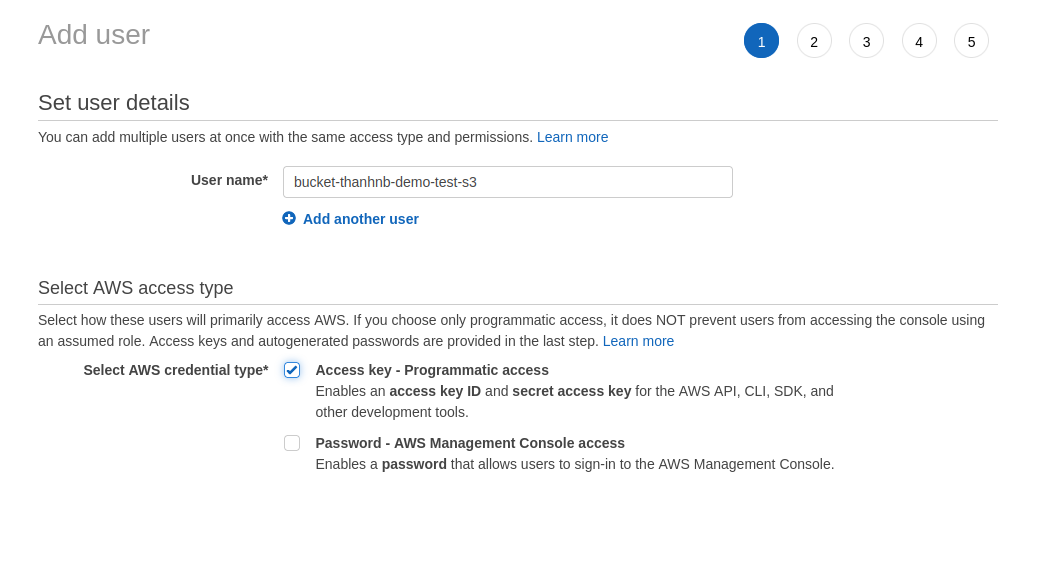 Add user
1 2 3 4 5
Set user details
You can add multiple users at once with the same access type and permissions. Learn more
User name* bucket-thanhnb-demo-test-s3
Add another user
Select AWS access type
Select how these users will primarily access AWS. If you choose only programmatic access, it does NOT prevent users from accessing the console using
an assumed role. Access keys and autogenerated passwords are provided in the last step. Learn more
Select AWS credential type* Access key - Programmatic access
Enables an access key ID and secret access key for the AWS API, CLI, SDK, and
other development tools.
Password - AWS Management Console access
Enables a password that allows users to sign-in to the AWS Management Console.